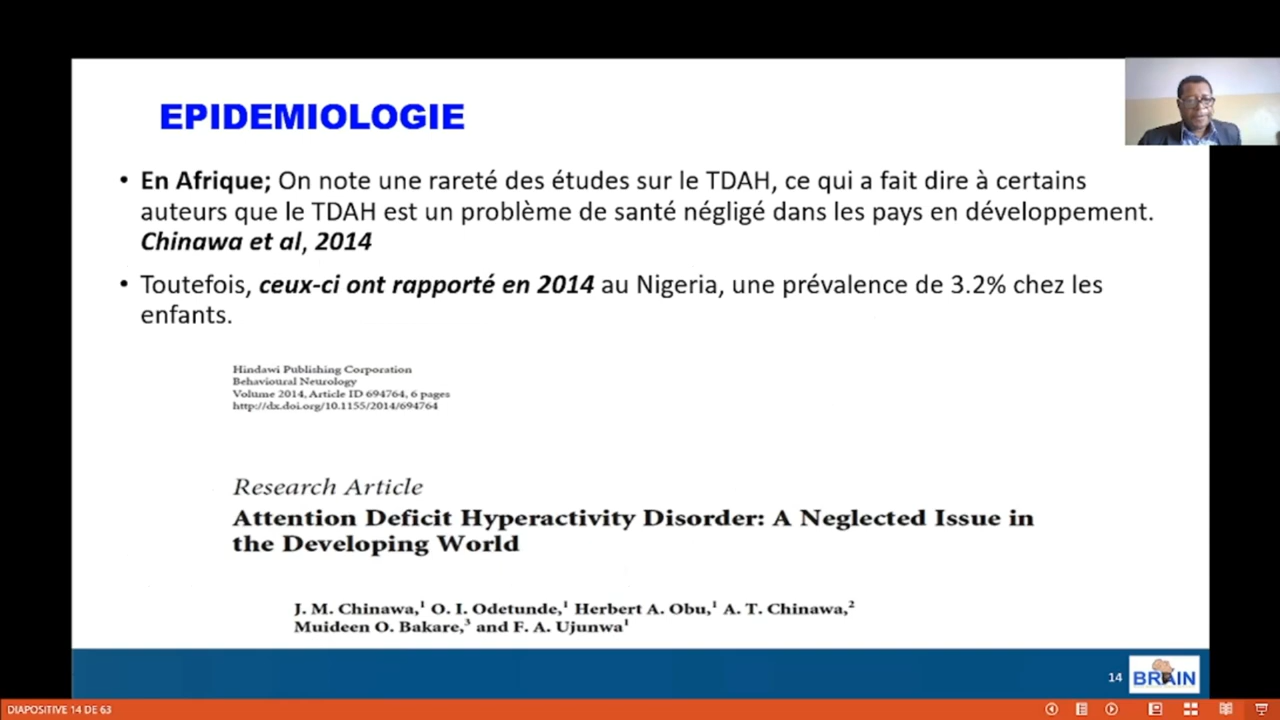 EPIDEMIOLOGIE
• En Afrique; On note une rareté des études sur le TDAH, ce qui a fait dire à certains
auteurs que le TDAH est un problème de santé négligé dans les pays en développement.
Chinawa et al, 2014
• Toutefois, ceux-ci ont rapporté en 2014 au Nigeria, une prévalence de 3.2% chez les
enfants.
Hindawi Publishing Corporation
Behavioural Neurology
Volume 2014, Article ID 694764, 6 pages
http://dx.doi.org/10.1155/2014/694764
Research Article
Attention Deficit Hyperactivity Disorder: A Neglected Issue in
the Developing World
J. M. Chinawa,¹ O. I. Odetunde,¹ Herbert A. Obu,¹ A. T. Chinawa,²
Muideen O. Bakare,³ and F. A. Ujunwa¹
14
BRAIN
DIAPOSITIVE 14 DE 63